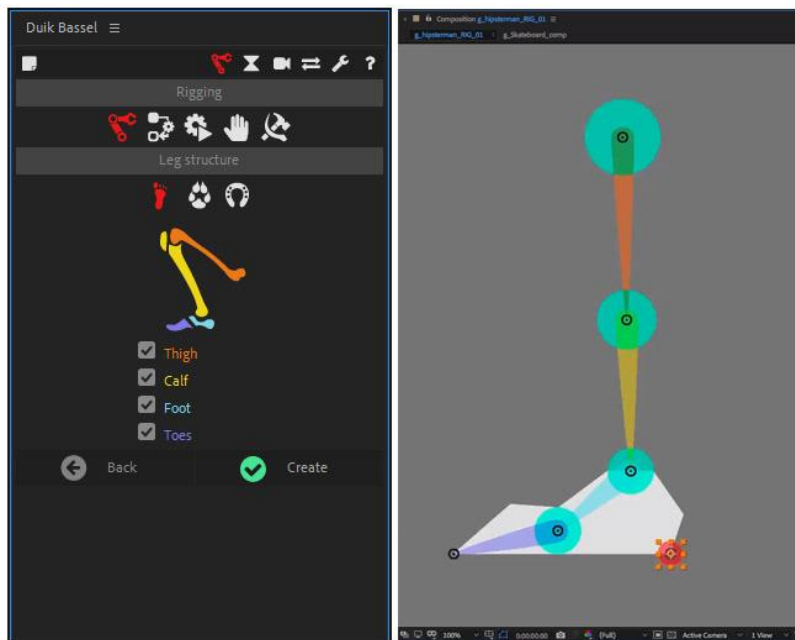 Duik Bassel
?
Rigging
Leg structure
Thigh
Calf
Foot
Toes
Back
Create
Composition g_hipsterman_RIG_01
g_hipsterman_RIG_01
g_Skateboard_comp
100%
0:00:00:00
(Full)
Active Camera
1 View